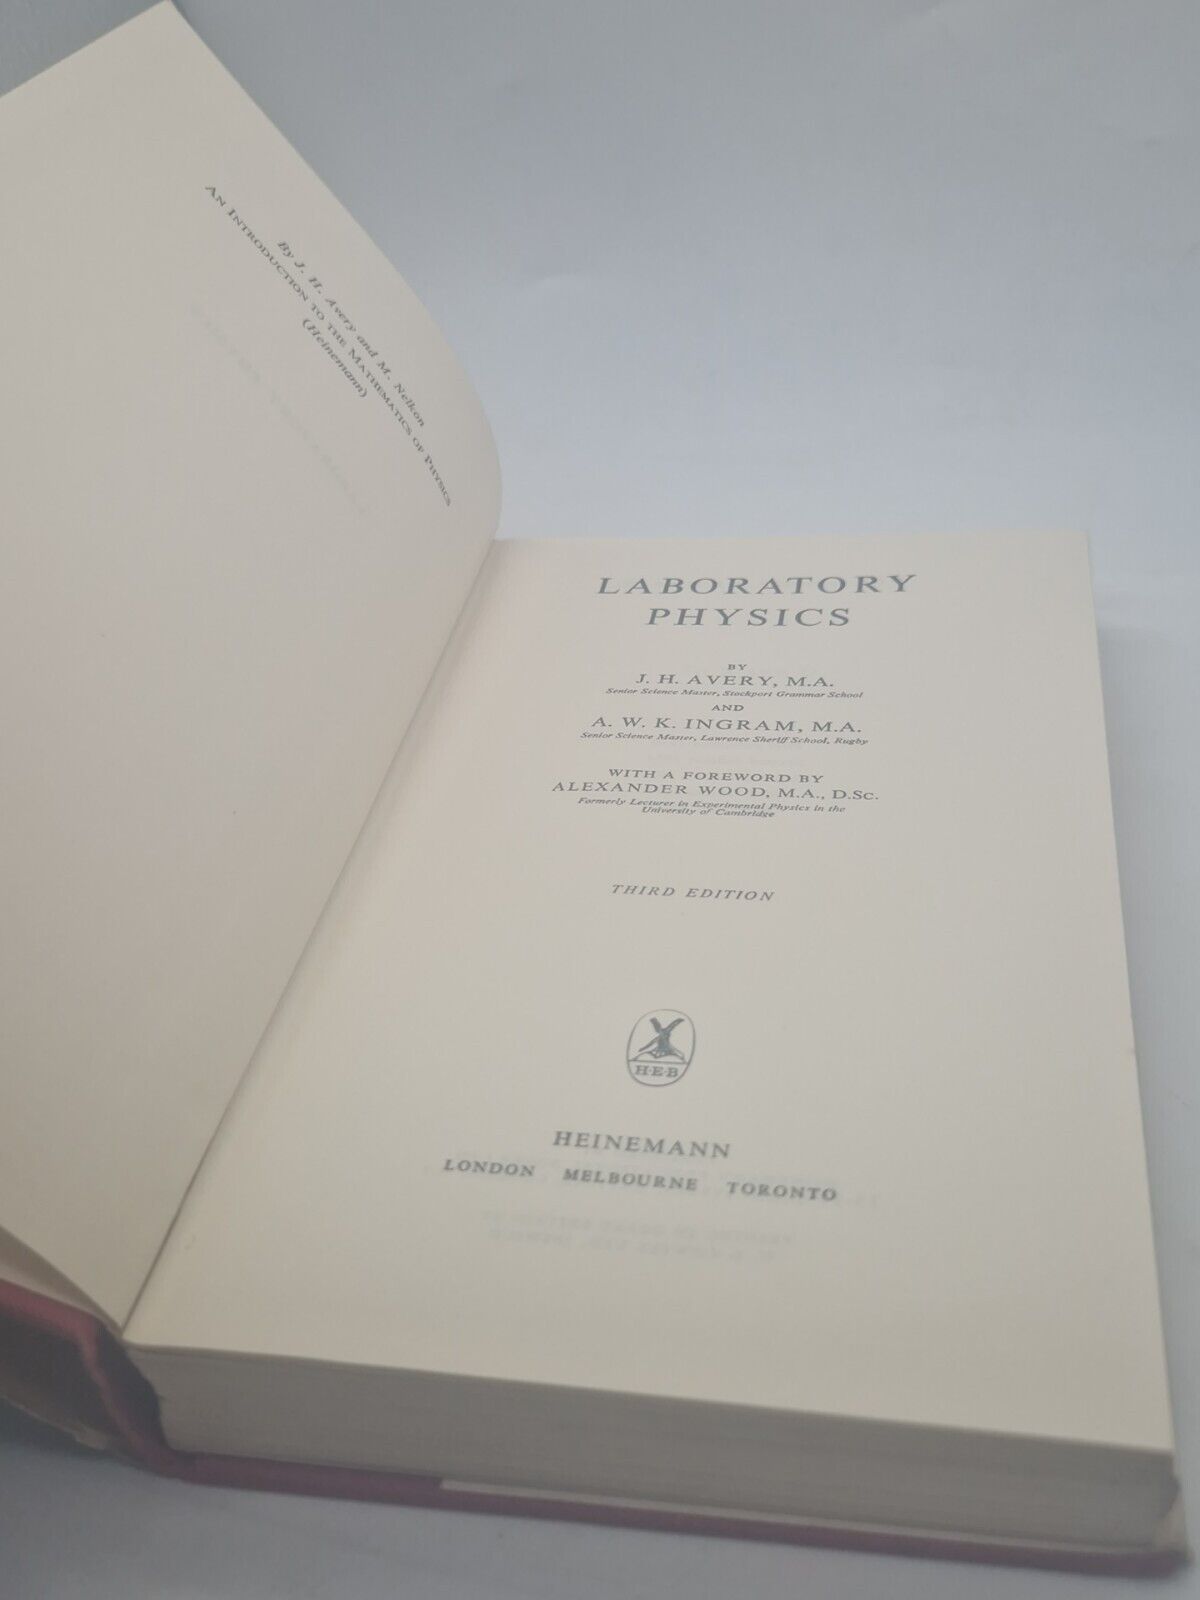 By J. H. Avery and M. Nelkon
AN INTRODUCTION TO THE MATHEMATICS OF PHYSICS
(Heinemann)
LABORATORY
PHYSICS
BY
J. H. AVERY, M.A.
Senior Science Master, Stockport Grammar School
AND
A. W. K. INGRAM, M.A.
Senior Science Master, Lawrence Sheriff School, Rugby
WITH A FOREWORD BY
ALEXANDER WOOD, M.A., D.Sc.
Formerly Lecturer in Experimental Physics in the
University of Cambridge
THIRD EDITION
H·E·B
HEINEMANN
LONDON MELBOURNE TORONTO